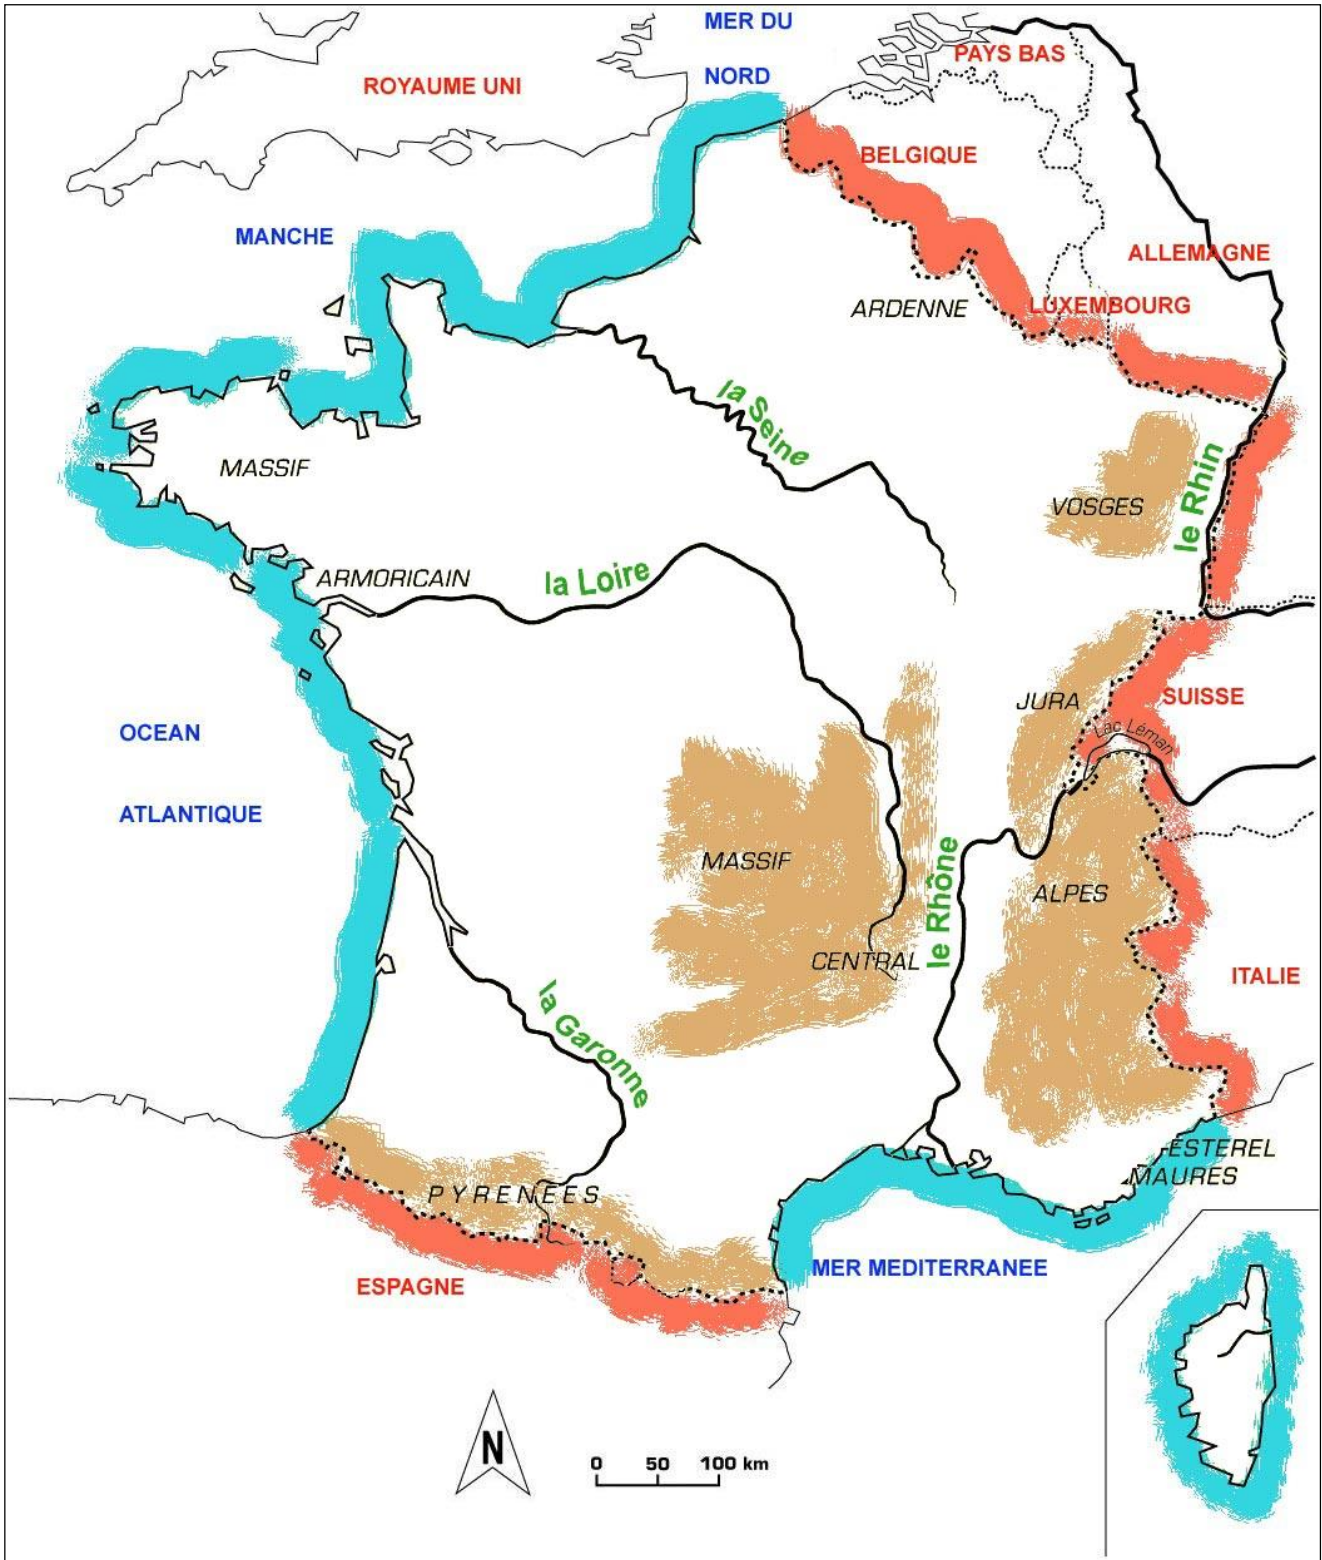 MER DU
NORD
PAYS BAS
ROYAUME UNI
BELGIQUE
MANCHE
ALLEMAGNE
LUXEMBOURG
ARDENNE
la Seine
MASSIF
ARMORICAIN
VOSGES
le Rhin
la Loire
JURA
SUISSE
Lac Léman
OCEAN
ATLANTIQUE
MASSIF
CENTRAL
le Rhône
ALPES
ITALIE
la Garonne
ESTEREL
MAURES
PYRENEES
MER MEDITERRANEE
ESPAGNE
N
0 50 100 km